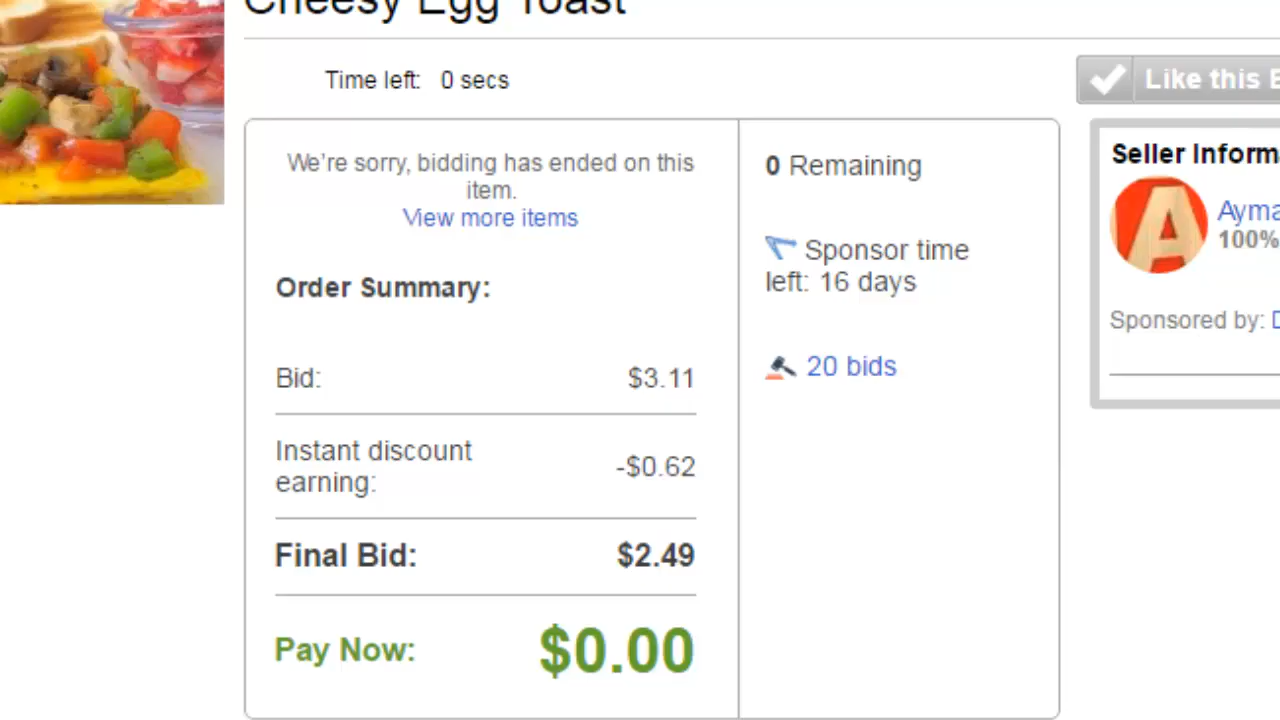 Cheesy Egg Toast
Time left: 0 secs
Like this
We're sorry, bidding has ended on this
item.
View more items
Order Summary:
Bid: $3.11
Instant discount
earning: -$0.62
Final Bid: $2.49
Pay Now: $0.00
0 Remaining
Sponsor time
left: 16 days
20 bids
Seller Inform
A
Ayma
100%
Sponsored by: